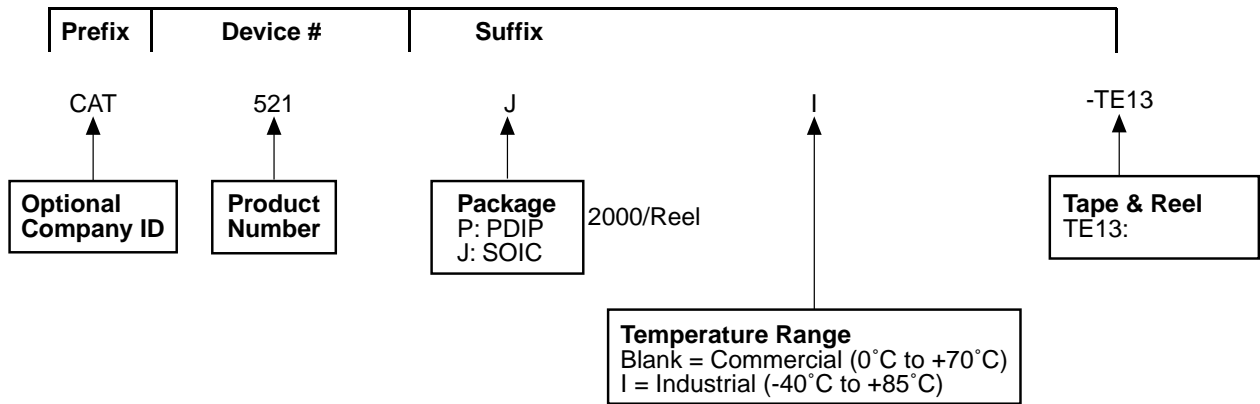 Prefix Device # Suffix
CAT 521 J I -TE13
Optional
Company ID
Product
Number
Package
P: PDIP
J: SOIC
2000/Reel
Tape & Reel
TE13:
Temperature Range
Blank = Commercial (0˚C to +70˚C)
I = Industrial (-40˚C to +85˚C)